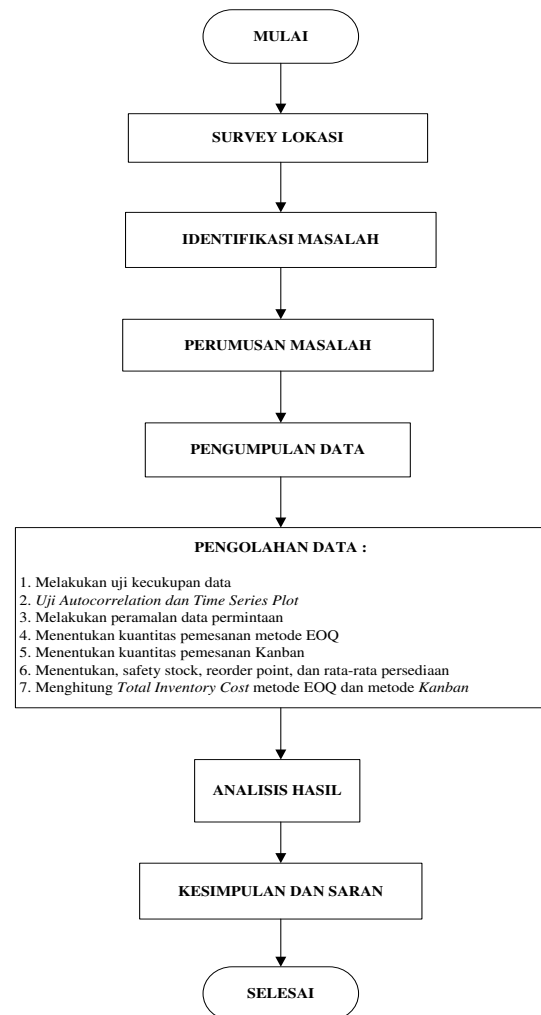 MULAI
SURVEY LOKASI
IDENTIFIKASI MASALAH
PERUMUSAN MASALAH
PENGUMPULAN DATA
PENGOLAHAN DATA :
1. Melakukan uji kecukupan data
2. Uji Autocorrelation dan Time Series Plot
3. Melakukan peramalan data permintaan
4. Menentukan kuantitas pemesanan metode EOQ
5. Menentukan kuantitas pemesanan Kanban
6. Menentukan, safety stock, reorder point, dan rata-rata persediaan
7. Menghitung Total Inventory Cost metode EOQ dan metode Kanban
ANALISIS HASIL
KESIMPULAN DAN SARAN
SELESAI